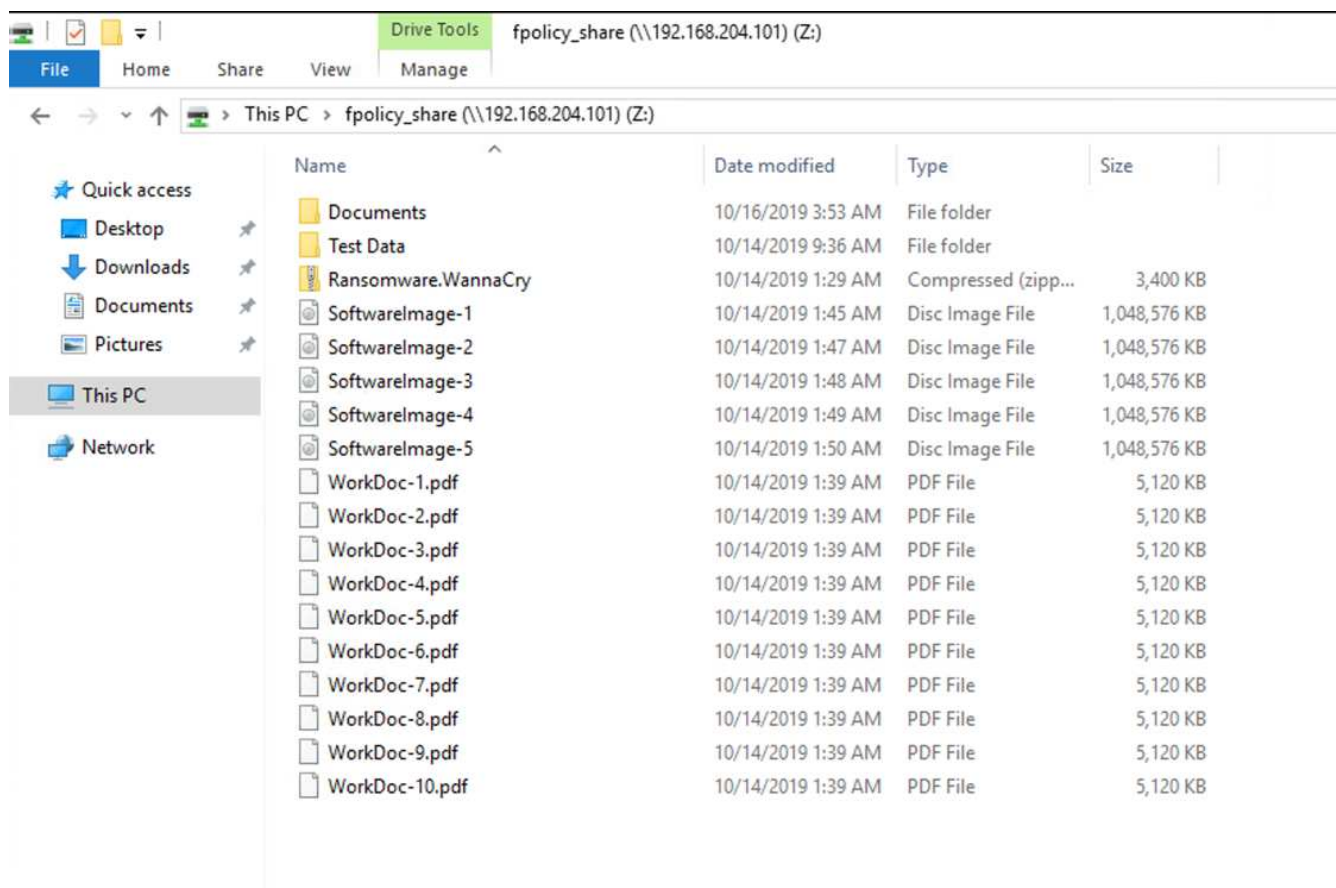 Drive Tools fpolicy_share (\\192.168.204.101) (Z:)
File Home Share View Manage
This PC > fpolicy_share (\\192.168.204.101) (Z:)
Name Date modified Type Size
Quick access
Desktop
Downloads
Documents
Pictures
This PC
Network
Documents 10/16/2019 3:53 AM File folder
Test Data 10/14/2019 9:36 AM File folder
Ransomware.WannaCry 10/14/2019 1:29 AM Compressed (zipp... 3,400 KB
SoftwareImage-1 10/14/2019 1:45 AM Disc Image File 1,048,576 KB
SoftwareImage-2 10/14/2019 1:47 AM Disc Image File 1,048,576 KB
SoftwareImage-3 10/14/2019 1:48 AM Disc Image File 1,048,576 KB
SoftwareImage-4 10/14/2019 1:49 AM Disc Image File 1,048,576 KB
SoftwareImage-5 10/14/2019 1:50 AM Disc Image File 1,048,576 KB
WorkDoc-1.pdf 10/14/2019 1:39 AM PDF File 5,120 KB
WorkDoc-2.pdf 10/14/2019 1:39 AM PDF File 5,120 KB
WorkDoc-3.pdf 10/14/2019 1:39 AM PDF File 5,120 KB
WorkDoc-4.pdf 10/14/2019 1:39 AM PDF File 5,120 KB
WorkDoc-5.pdf 10/14/2019 1:39 AM PDF File 5,120 KB
WorkDoc-6.pdf 10/14/2019 1:39 AM PDF File 5,120 KB
WorkDoc-7.pdf 10/14/2019 1:39 AM PDF File 5,120 KB
WorkDoc-8.pdf 10/14/2019 1:39 AM PDF File 5,120 KB
WorkDoc-9.pdf 10/14/2019 1:39 AM PDF File 5,120 KB
WorkDoc-10.pdf 10/14/2019 1:39 AM PDF File 5,120 KB